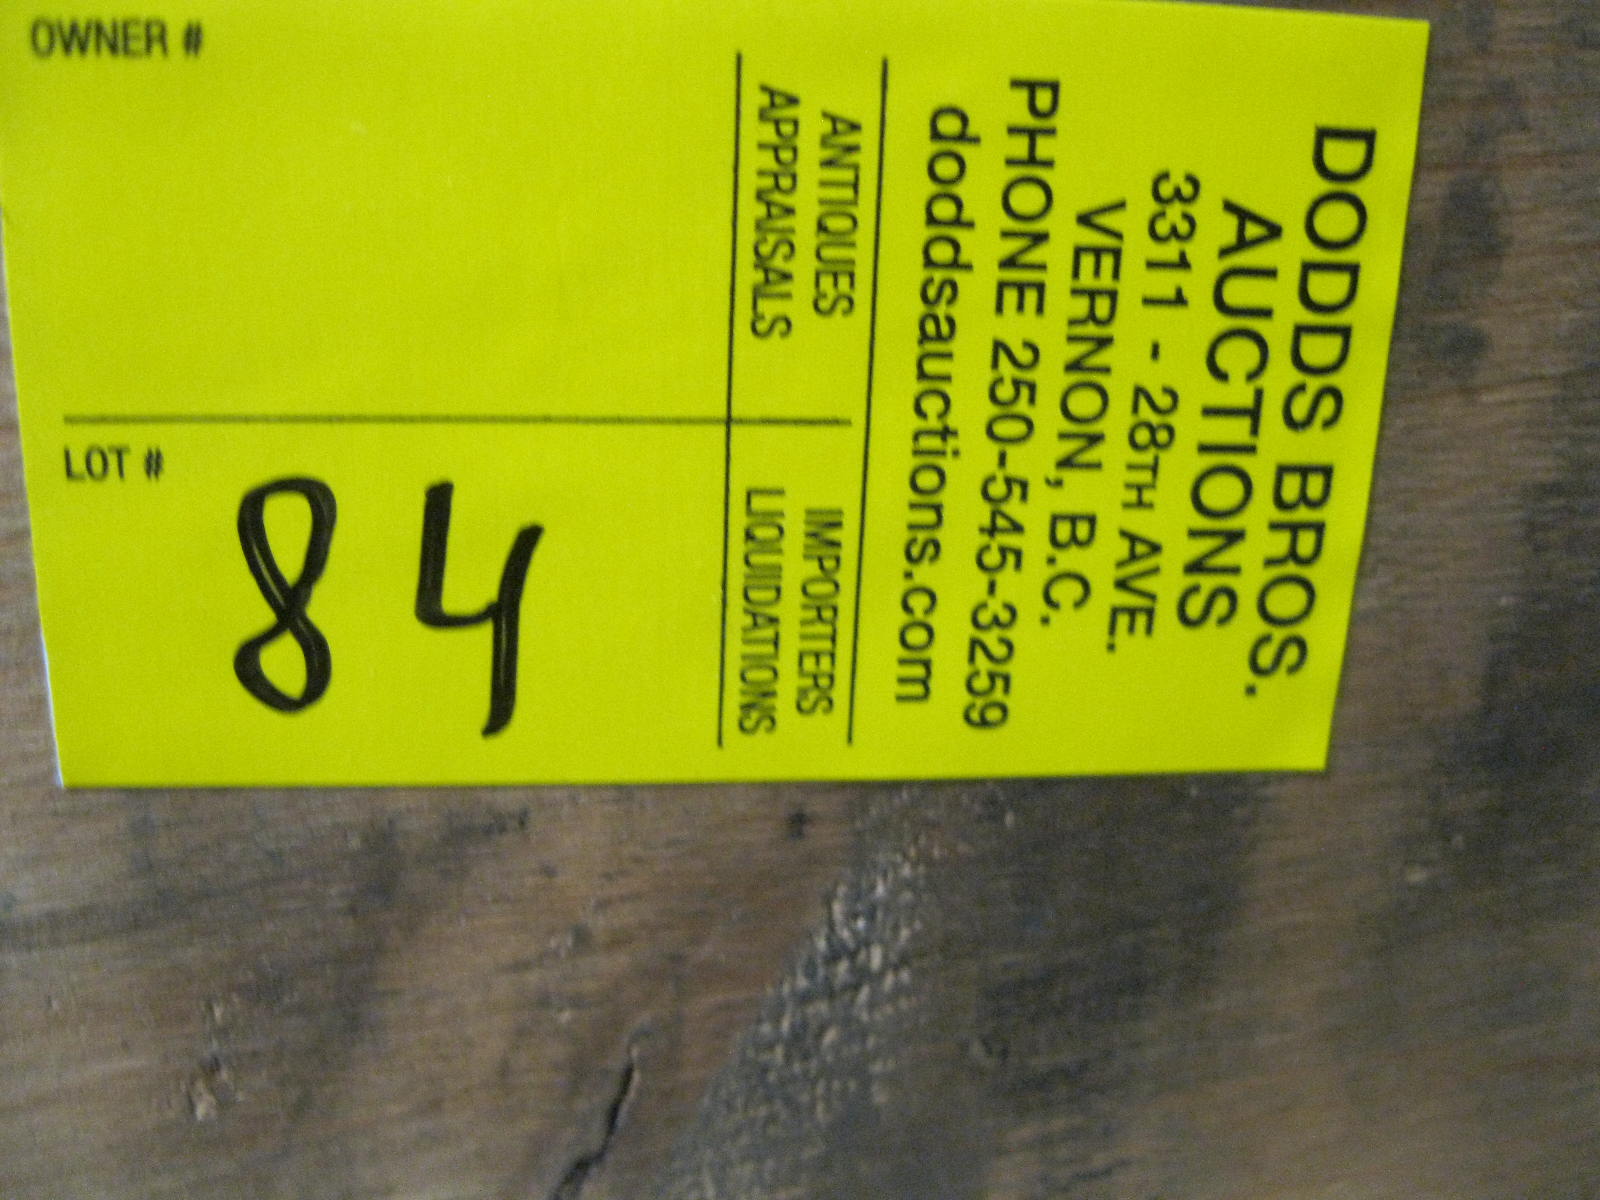 DODDS BROS.
AUCTIONS
3311 - 28TH AVE.
VERNON, B.C.
PHONE 250-545-3259
doddsauctions.com
ANTIQUES
APPRAISALS
IMPORTERS
LIQUIDATIONS
OWNER #
LOT #
84